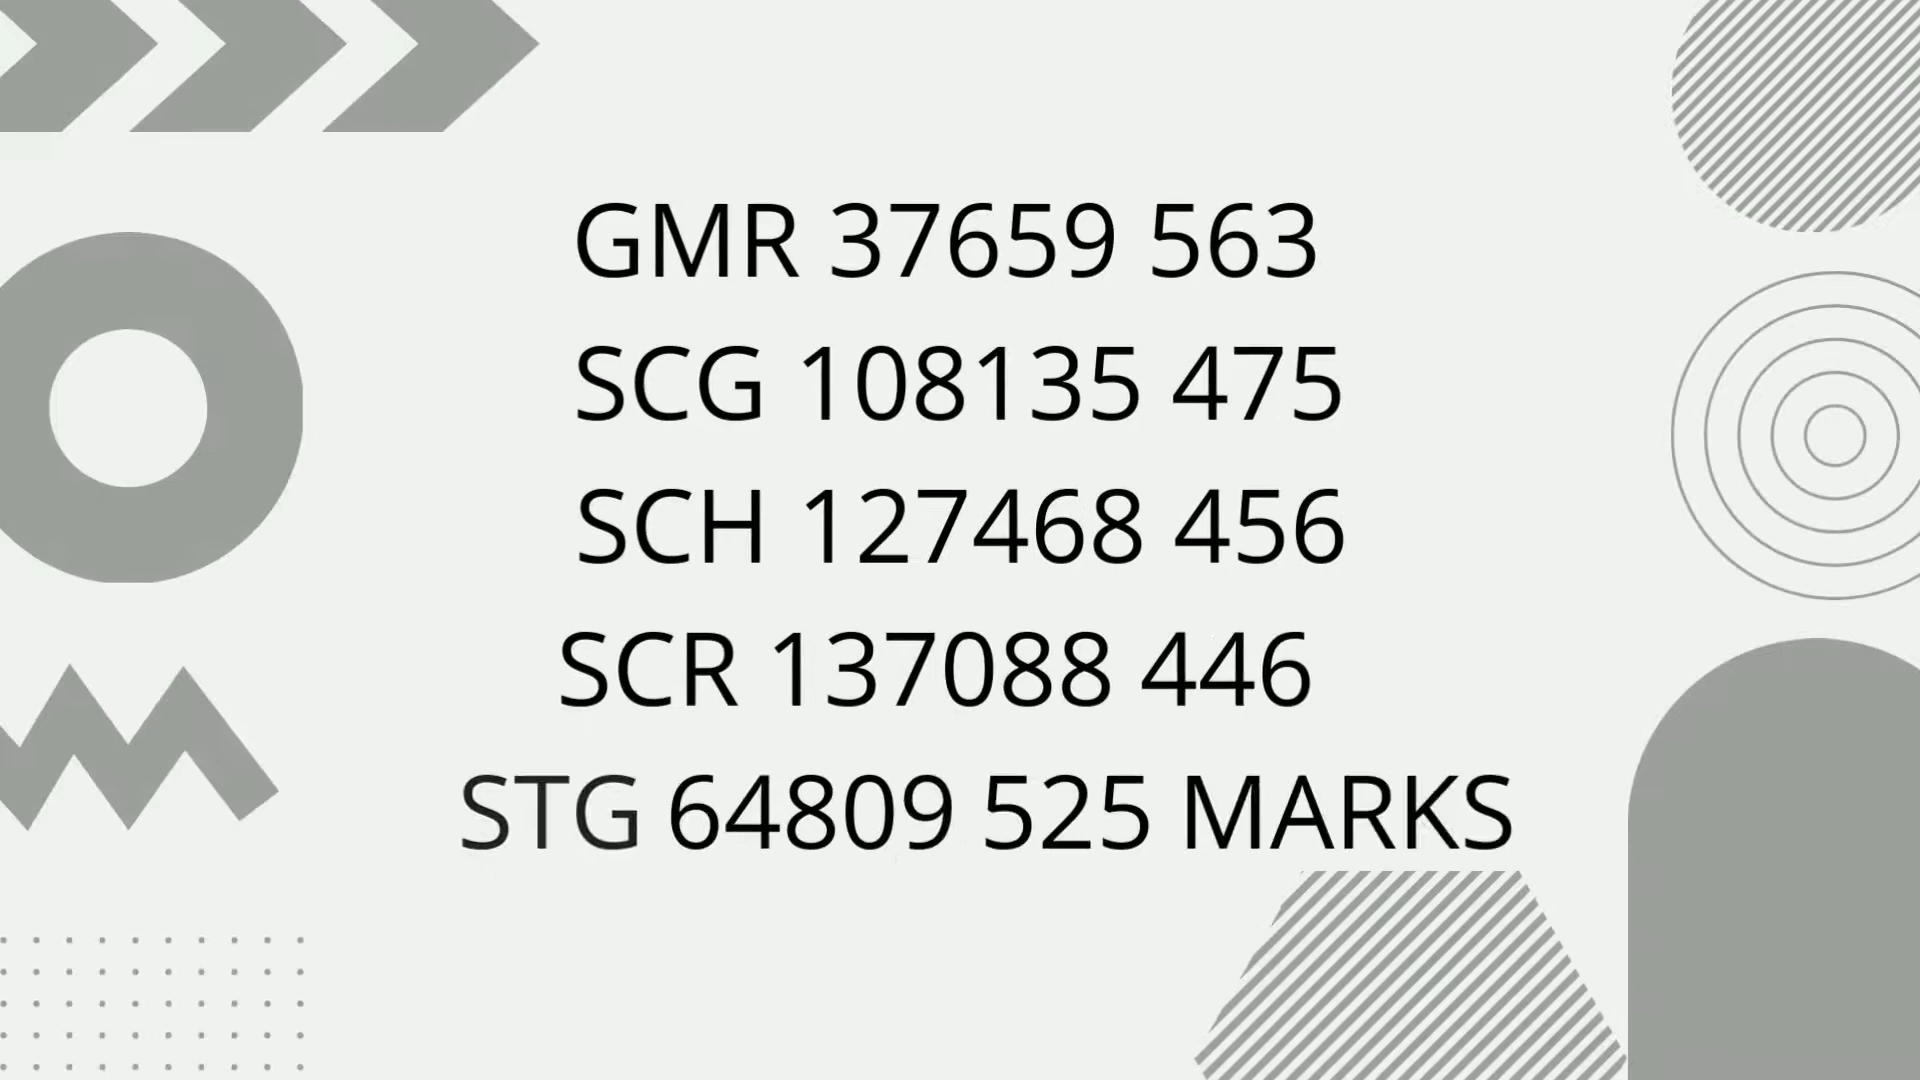 GMR 37659 563
SCG 108135 475
SCH 127468 456
SCR 137088 446
STG 64809 525 MARKS